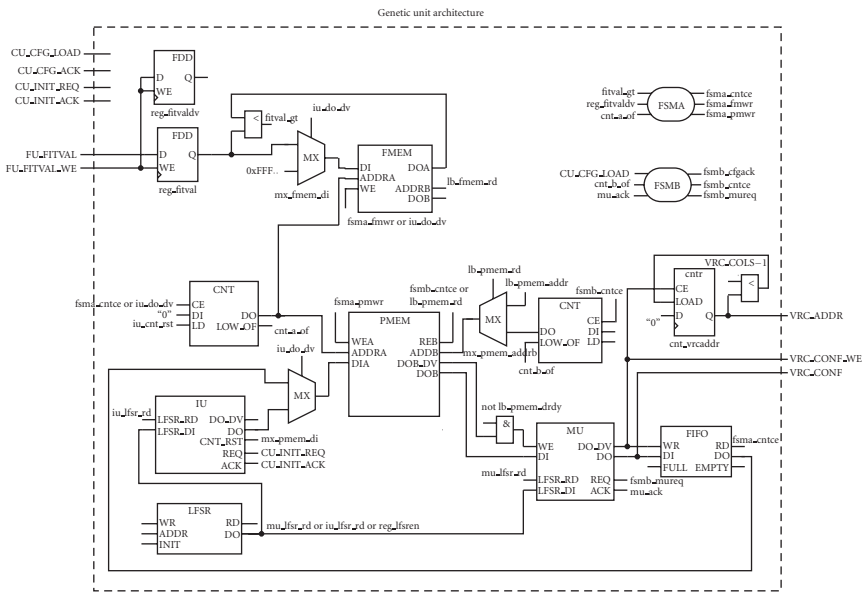 Genetic unit architecture
CU_CFG_LOAD
CU_CFG_ACK
CU_INIT_REQ
CU_INIT_ACK
FU_FITVAL
FU_FITVAL_WE
FDD
D
Q
WE
reg_fitvaldv
FDD
D
Q
WE
reg_fitval
<
fitval_gt
iu_do_dv
MX
0xFFF..
mx_fmem_di
FMEM
DI
DOA
ADDRA
WE
ADDRB
DOB
lb_fmem_rd
fsma_fmwr or iu_do_dv
fitval_gt
reg_fitvaldv
cnt_a_of
FSMA
fsma_cntce
fsma_fmwr
fsma_pmwr
CU_CFG_LOAD
cnt_b_of
mu_ack
FSMB
fsmb_cfgack
fsmb_cntce
fsmb_mureq
fsma_cntce or iu_do_dv
"0"
iu_cnt_rst
CNT
CE
DI
LD
DO
LOW_OF
cnt_a_of
fsma_pmwr
PMEM
WEA
ADDRA
DIA
REB
ADDB
DOB_DV
DOB
fsmb_cntce or
lb_pmem_rd
lb_pmem_rd
lb_pmem_addr
MX
mx_pmem_addrb
fsmb_cntce
CNT
CE
DO
DI
LOW_OF
LD
cnt_b_of
VRC_COLS−1
cntr
CE
LOAD
D
Q
"0"
<
cnt_vrcaddr
VRC_ADDR
VRC_CONF_WE
VRC_CONF
iu_do_dv
MX
mx_pmem_di
iu_lfsr_rd
IU
LFSR_RD
DO_DV
LFSR_DI
DO
CNT_RST
REQ
ACK
CU_INIT_REQ
CU_INIT_ACK
not lb_pmem_drdy
&
MU
WE
DO_DV
DI
DO
mu_lfsr_rd
LFSR_RD
REQ
LFSR_DI
ACK
fsmb_mureq
mu_ack
FIFO
WR
RD
DI
DO
FULL
EMPTY
fsma_cntce
LFSR
WR
RD
ADDR
DO
INIT
mu_lfsr_rd or iu_lfsr_rd or reg_lfsren